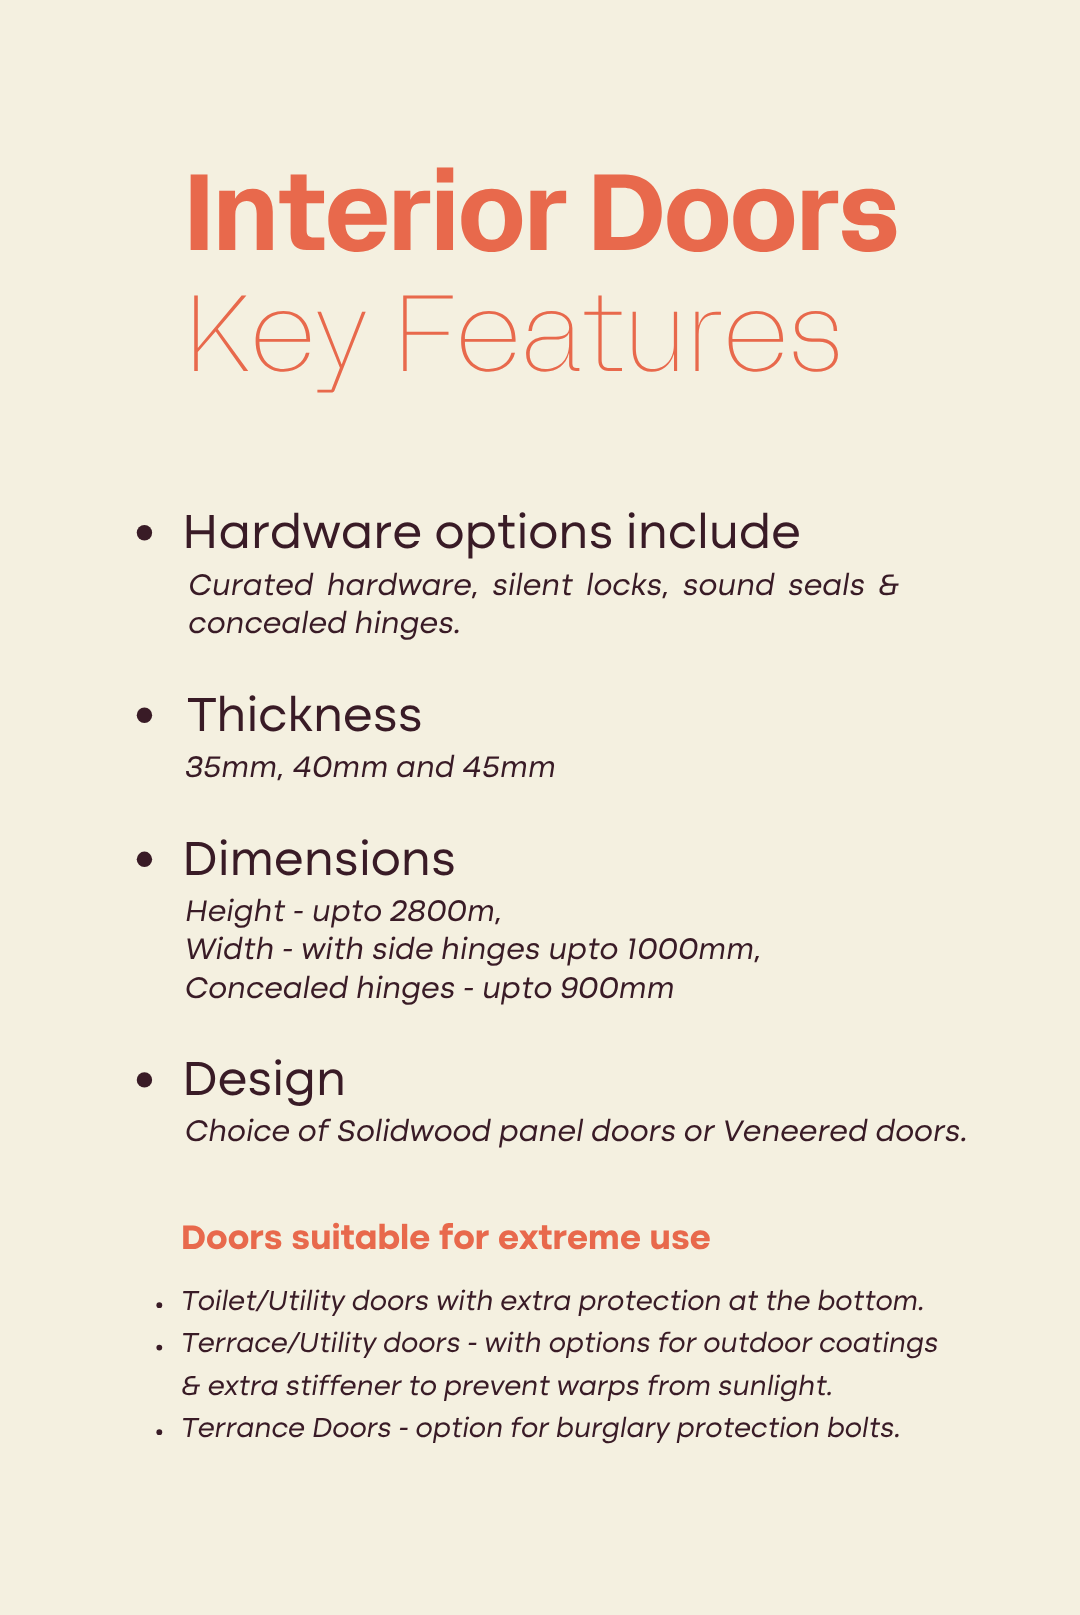 Interior Doors
Key Features
• Hardware options include
Curated hardware, silent locks, sound seals &
concealed hinges.
• Thickness
35mm, 40mm and 45mm
• Dimensions
Height - upto 2800m,
Width - with side hinges upto 1000mm,
Concealed hinges - upto 900mm
• Design
Choice of Solidwood panel doors or Veneered doors.
Doors suitable for extreme use
• Toilet/Utility doors with extra protection at the bottom.
• Terrace/Utility doors - with options for outdoor coatings
& extra stiffener to prevent warps from sunlight.
• Terrance Doors - option for burglary protection bolts.